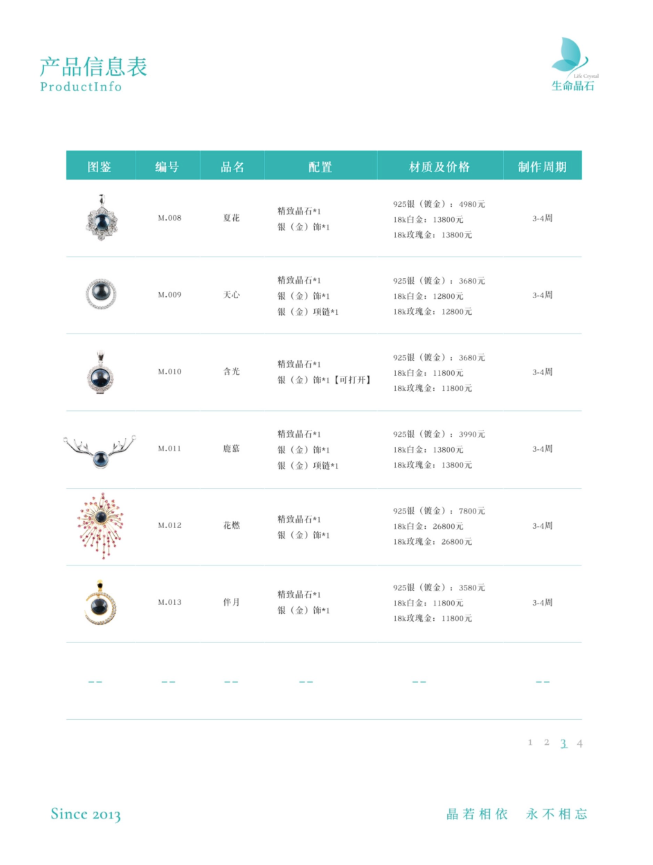 产品信息表
ProductInfo
Life Crystal
生命晶石
图鉴 编号 品名 配置 材质及价格 制作周期
M.008 夏花 精致晶石*1 925银（镀金）：4980元 3-4周
银（金）饰*1 18k白金：13800元
18k玫瑰金：13800元
M.009 天心 精致晶石*1 925银（镀金）：3680元 3-4周
银（金）饰*1 18k白金：12800元
银（金）项链*1 18k玫瑰金：12800元
M.010 含光 精致晶石*1 925银（镀金）：3680元 3-4周
银（金）饰*1【可打开】 18k白金：11800元
18k玫瑰金：11800元
M.011 鹿慕 精致晶石*1 925银（镀金）：3990元 3-4周
银（金）饰*1 18k白金：13800元
银（金）项链*1 18k玫瑰金：13800元
M.012 花燃 精致晶石*1 925银（镀金）：7800元 3-4周
银（金）饰*1 18k白金：26800元
18k玫瑰金：26800元
M.013 伴月 精致晶石*1 925银（镀金）：3580元 3-4周
银（金）饰*1 18k白金：11800元
18k玫瑰金：11800元
-- -- -- -- -- --
1 2 3 4
Since 2013 晶若相依 永不相忘